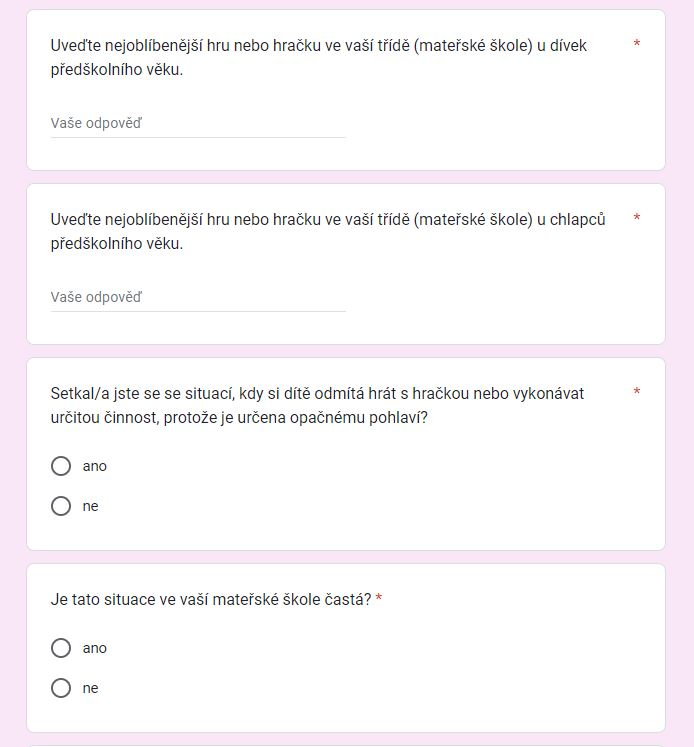 Uveďte nejoblíbenější hru nebo hračku ve vaší třídě (mateřské škole) u dívek *
předškolního věku.
Vaše odpověď
Uveďte nejoblíbenější hru nebo hračku ve vaší třídě (mateřské škole) u chlapců *
předškolního věku.
Vaše odpověď
Setkal/a jste se se situací, kdy si dítě odmítá hrát s hračkou nebo vykonávat *
určitou činnost, protože je určena opačnému pohlaví?
ano
ne
Je tato situace ve vaší mateřské škole častá? *
ano
ne